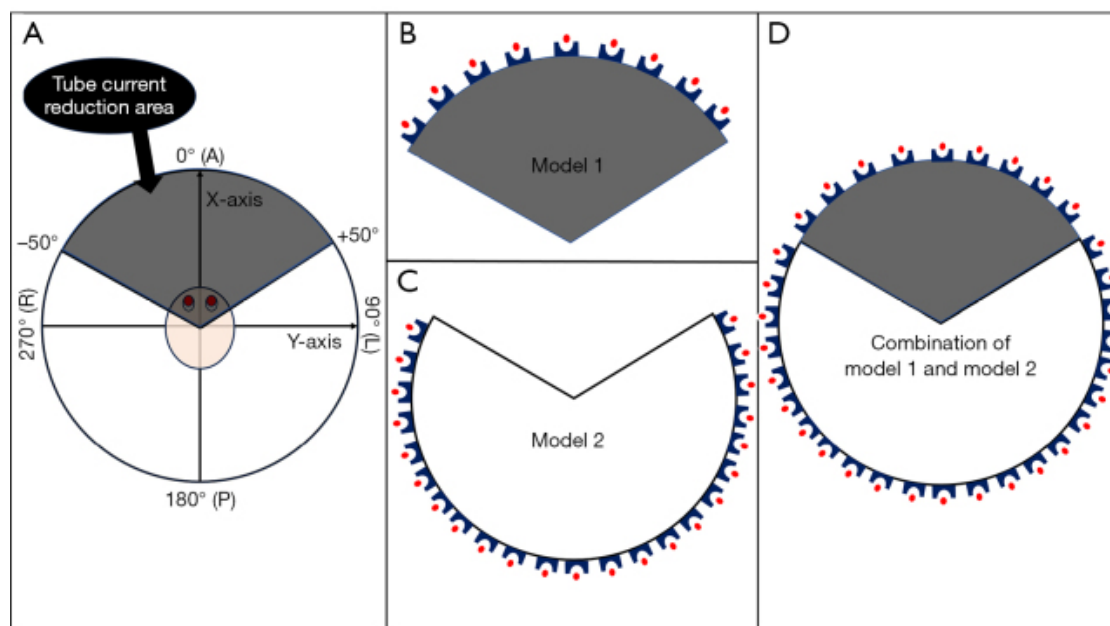 A
Tube current
reduction area
0° (A)
X-axis
−50°
+50°
270° (R)
90° (L)
Y-axis
180° (P)
B
Model 1
C
Model 2
D
Combination of
model 1 and model 2